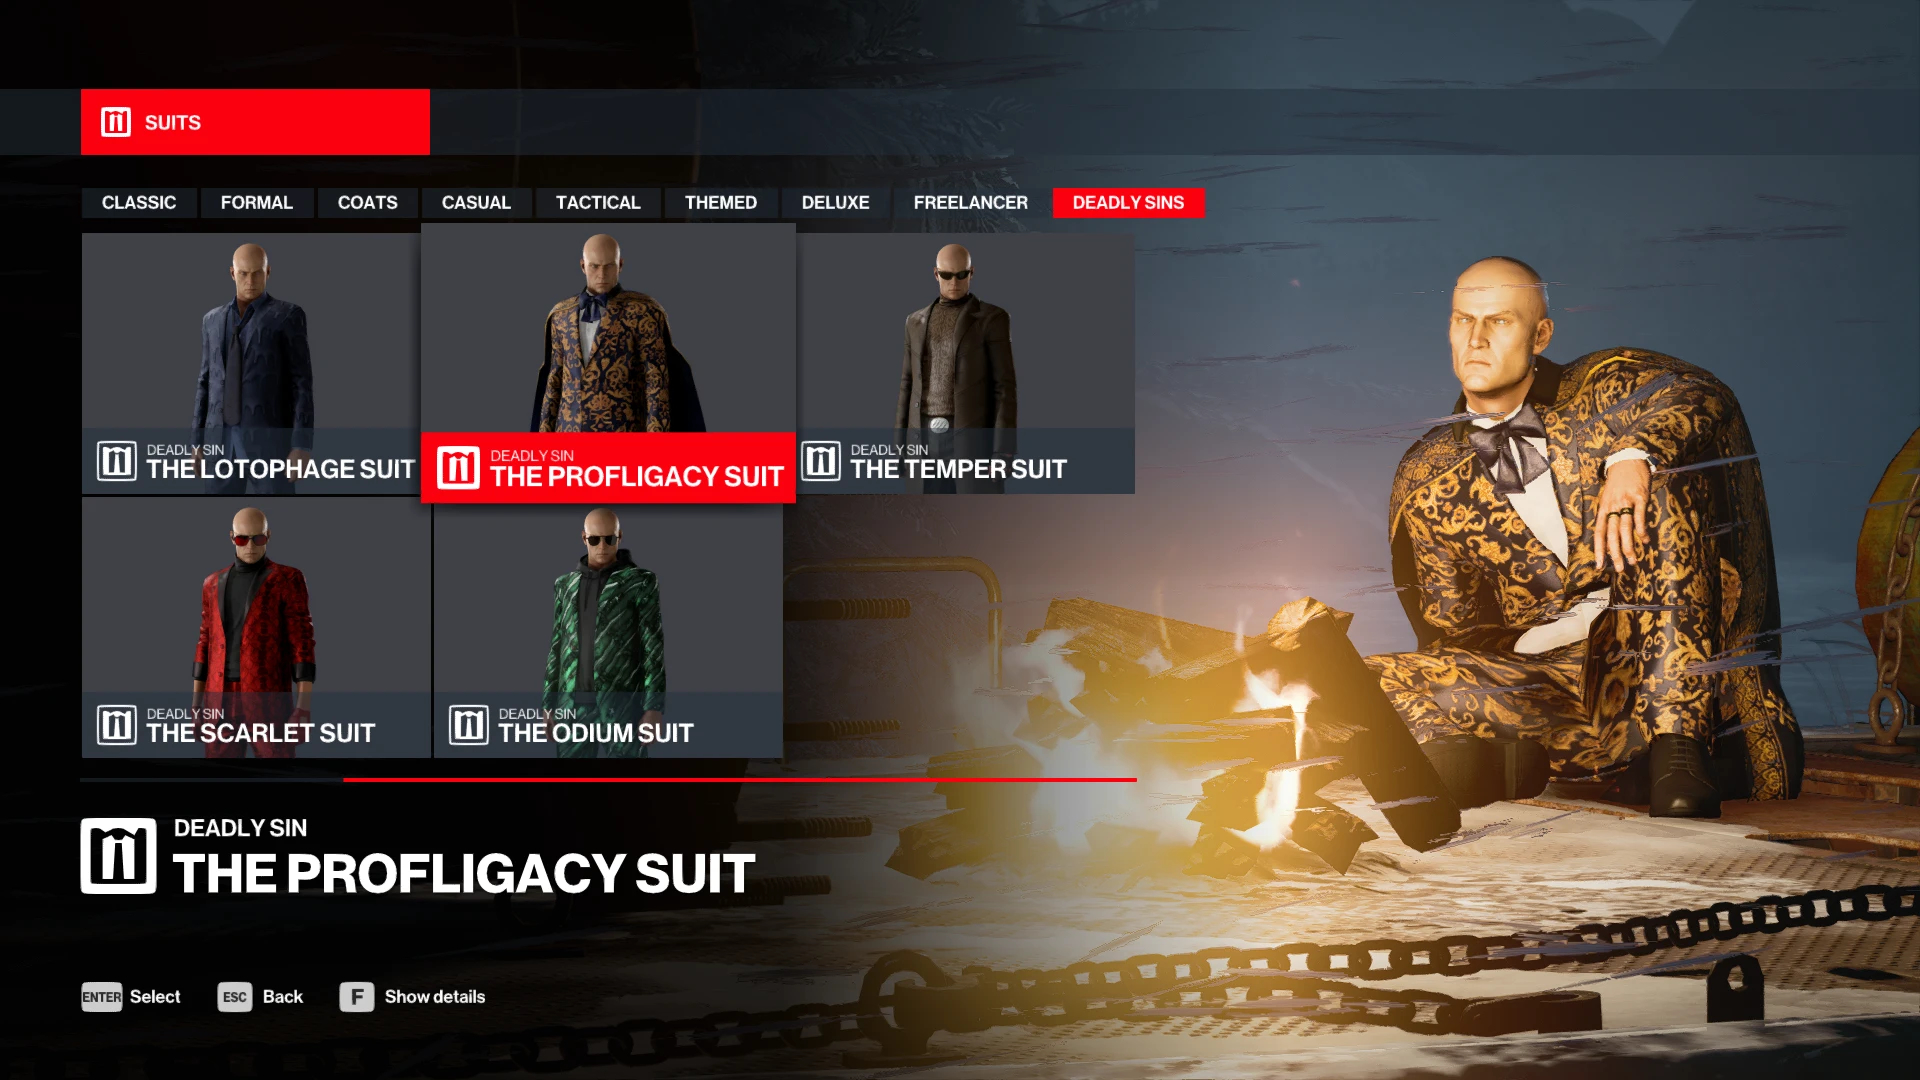 SUITS
CLASSIC FORMAL COATS CASUAL TACTICAL THEMED DELUXE FREELANCER DEADLY SINS
DEADLY SIN
THE LOTOPHAGE SUIT
DEADLY SIN
THE PROFLIGACY SUIT
DEADLY SIN
THE TEMPER SUIT
DEADLY SIN
THE SCARLET SUIT
DEADLY SIN
THE ODIUM SUIT
DEADLY SIN
THE PROFLIGACY SUIT
ENTER Select ESC Back F Show details